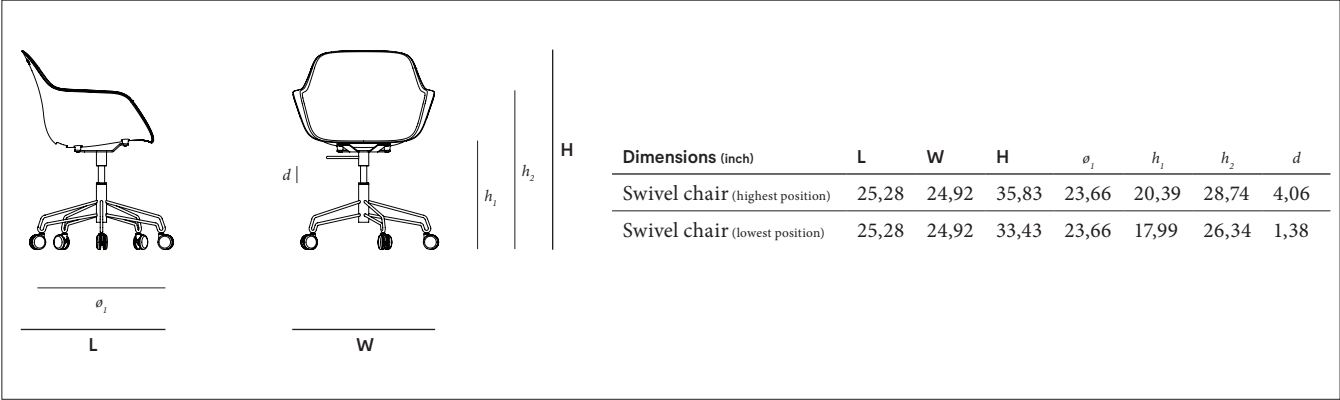 d
h1
h2
H
ø1
L
W
Dimensions (inch) L W H ø1 h1 h2 d
Swivel chair (highest position) 25,28 24,92 35,83 23,66 20,39 28,74 4,06
Swivel chair (lowest position) 25,28 24,92 33,43 23,66 17,99 26,34 1,38